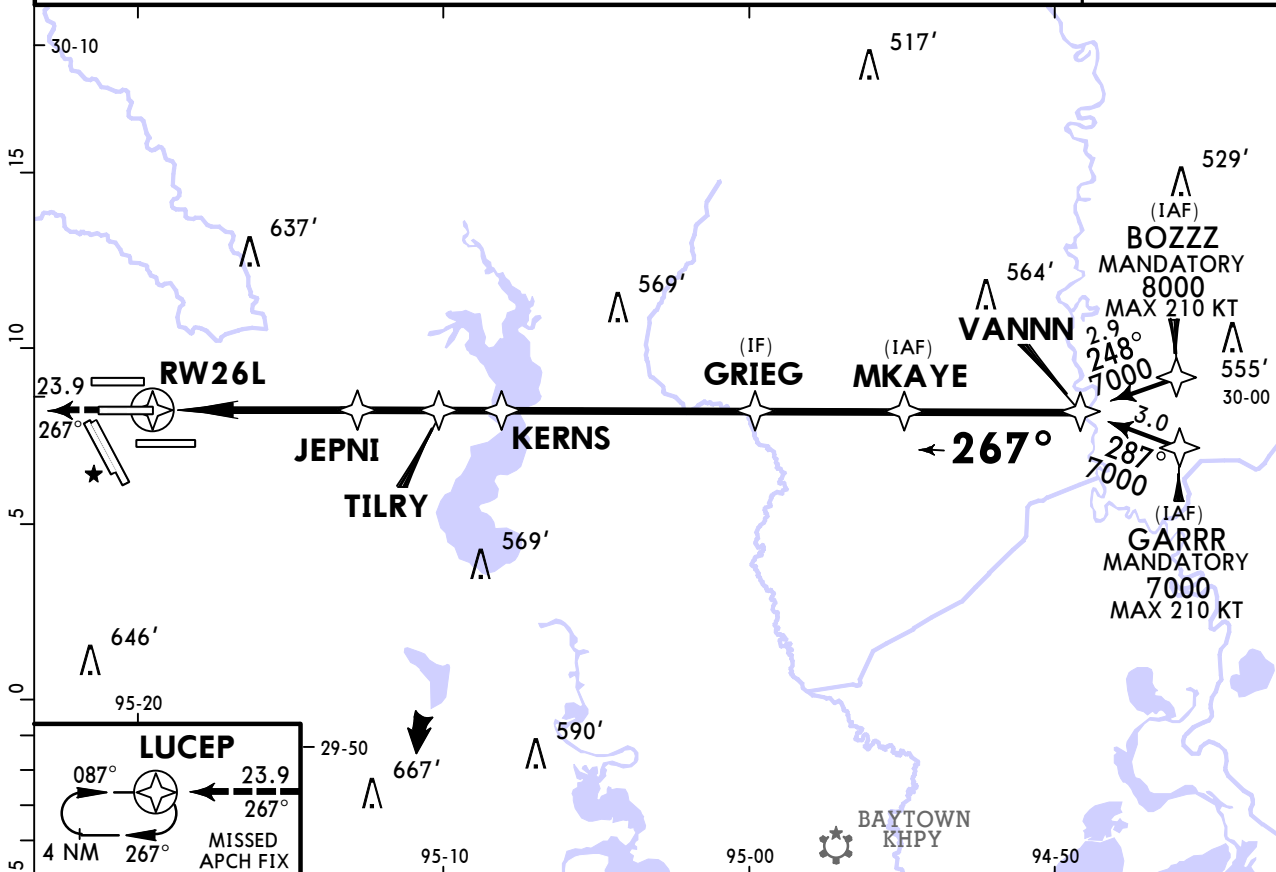 30-10
517'
15
529'
(IAF)
BOZZZ
MANDATORY
8000
MAX 210 KT
637'
569'
564'
VANNN
2.9
248°
7000
555'
30-00
10
(IF)
GRIEG
(IAF)
MKAYE
RW26L
23.9
267°
JEPNI
TILRY
KERNS
267°
3.0
287°
7000
(IAF)
GARRR
MANDATORY
7000
MAX 210 KT
5
569'
646'
0
95-20
LUCEP
087°
23.9
267°
4 NM
267°
MISSED
APCH FIX
29-50
667'
590'
BAYTOWN
KHPY
5
95-10
95-00
94-50